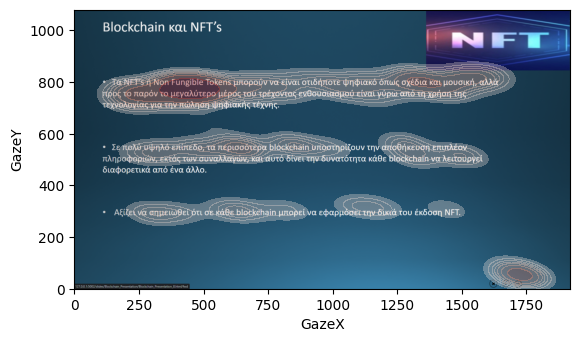 Blockchain και NFT's
NFT
• Τα NFT's ή Non Fungible Tokens μπορούν να είναι οτιδήποτε ψηφιακό όπως σχέδια και μουσική, αλλά
προς το παρόν το μεγαλύτερο μέρος του τρέχοντος ενθουσιασμού είναι γύρω από τη χρήση της
τεχνολογίας για την πώληση ψηφιακής τέχνης.
• Σε πολύ υψηλό επίπεδο, τα περισσότερα blockchain υποστηρίζουν την αποθήκευση επιπλέον
πληροφοριών, εκτός των συναλλαγών, και αυτό δίνει την δυνατότητα κάθε blockchain να λειτουργεί
διαφορετικά από ένα άλλο.
• Αξίζει να σημειωθεί ότι σε κάθε blockchain μπορεί να εφαρμόσει την δικιά του έκδοση NFT.
GazeY
1000
800
600
400
200
0
0 250 500 750 1000 1250 1500 1750
GazeX